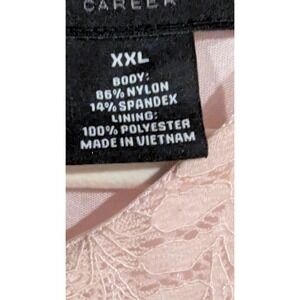 CAREER
XXL
BODY:
86% NYLON
14% SPANDEX
LINING:
100% POLYESTER
MADE IN VIETNAM